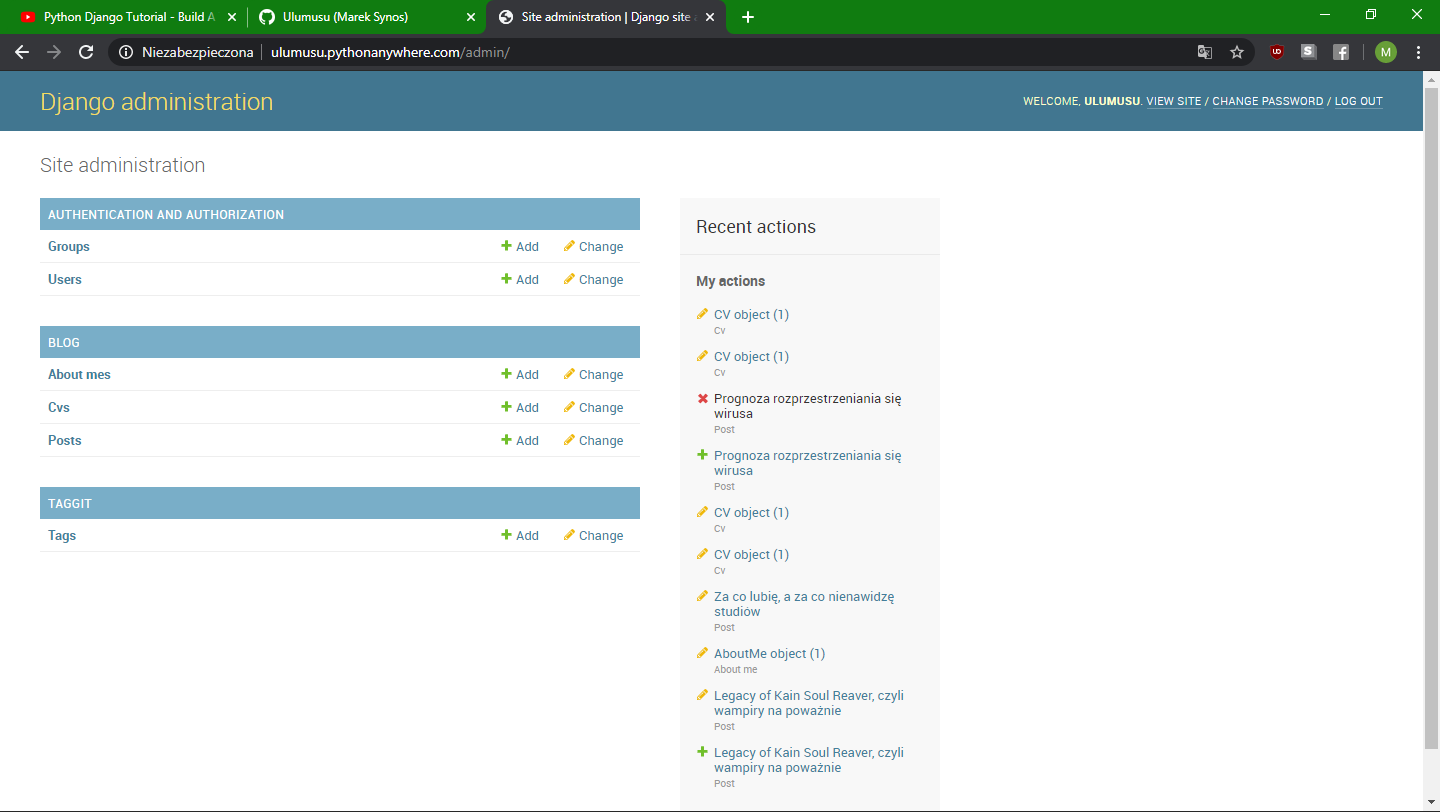 Python Django Tutorial - Build A
Ulumusu (Marek Synos)
Site administration | Django site a
Niezabezpieczona
ulumusu.pythonanywhere.com/admin/
M
Django administration
WELCOME, ULUMUSU. VIEW SITE / CHANGE PASSWORD / LOG OUT
Site administration
AUTHENTICATION AND AUTHORIZATION
Groups Add Change
Users Add Change
BLOG
About mes Add Change
Cvs Add Change
Posts Add Change
TAGGIT
Tags Add Change
Recent actions
My actions
CV object (1)
Cv
CV object (1)
Cv
Prognoza rozprzestrzeniania się
wirusa
Post
Prognoza rozprzestrzeniania się
wirusa
Post
CV object (1)
Cv
CV object (1)
Cv
Za co lubię, a za co nienawidzę
studiów
Post
AboutMe object (1)
About me
Legacy of Kain Soul Reaver, czyli
wampiry na poważnie
Post
Legacy of Kain Soul Reaver, czyli
wampiry na poważnie
Post